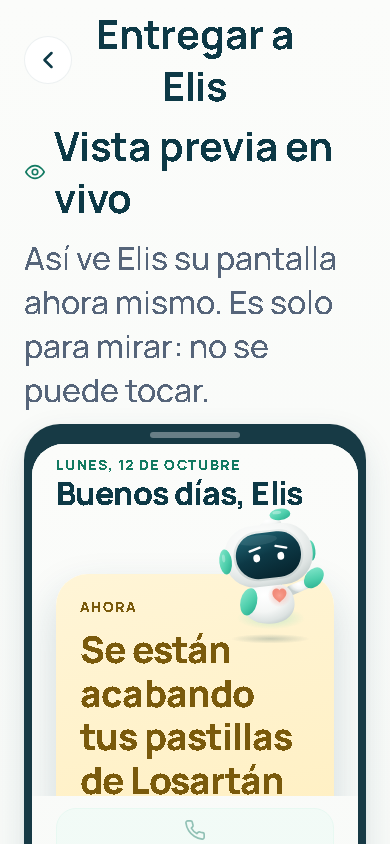 Entregar a
Elis
Vista previa en
vivo
Así ve Elis su pantalla
ahora mismo. Es solo
para mirar: no se
puede tocar.
LUNES, 12 DE OCTUBRE
Buenos días, Elis
AHORA
Se están
acabando
tus pastillas
de Losartán